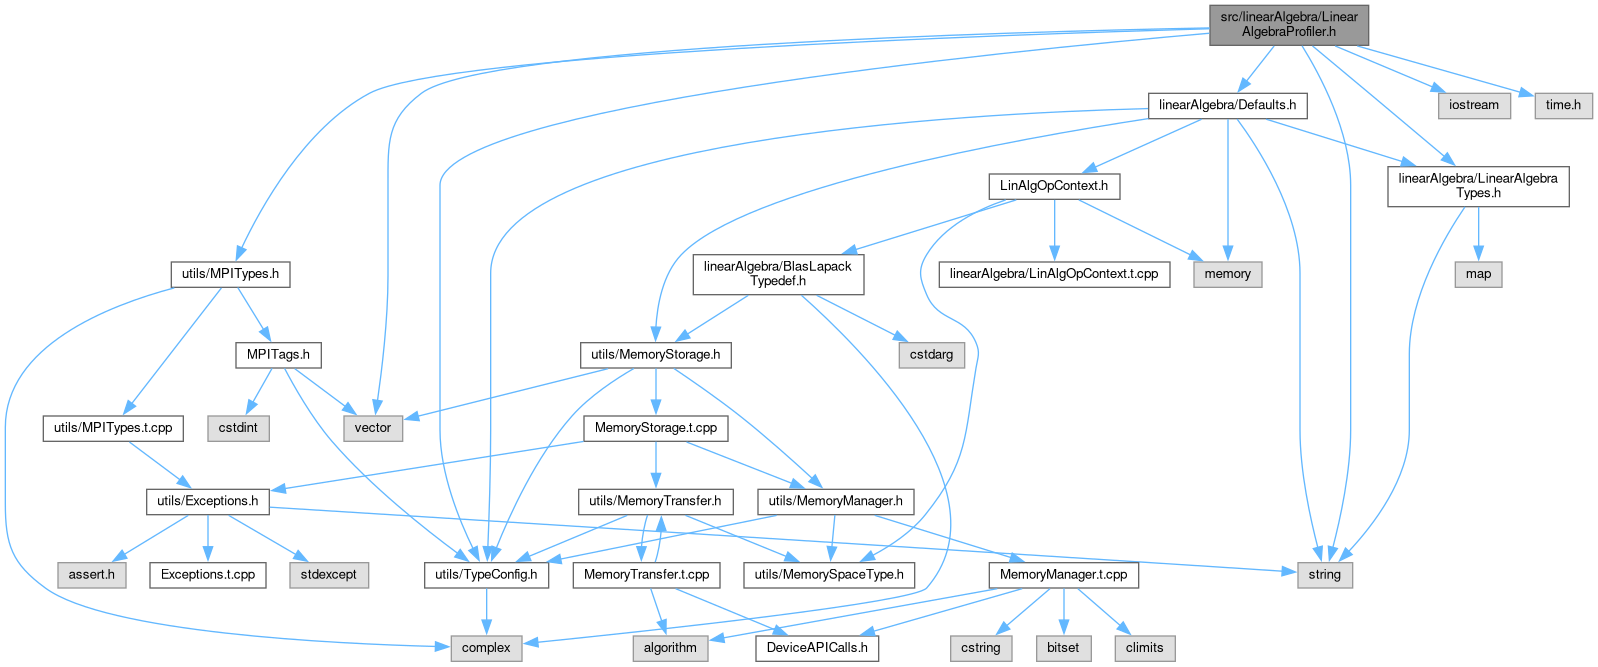 src/linearAlgebra/Linear
AlgebraProfiler.h
linearAlgebra/Defaults.h
iostream
time.h
LinAlgOpContext.h
linearAlgebra/LinearAlgebra
Types.h
utils/MPITypes.h
linearAlgebra/BlasLapack
Typedef.h
linearAlgebra/LinAlgOpContext.t.cpp
memory
map
MPITags.h
utils/MemoryStorage.h
cstdarg
utils/MPITypes.t.cpp
cstdint
vector
MemoryStorage.t.cpp
utils/Exceptions.h
utils/MemoryTransfer.h
utils/MemoryManager.h
assert.h
Exceptions.t.cpp
stdexcept
utils/TypeConfig.h
MemoryTransfer.t.cpp
utils/MemorySpaceType.h
MemoryManager.t.cpp
string
complex
algorithm
DeviceAPICalls.h
cstring
bitset
climits